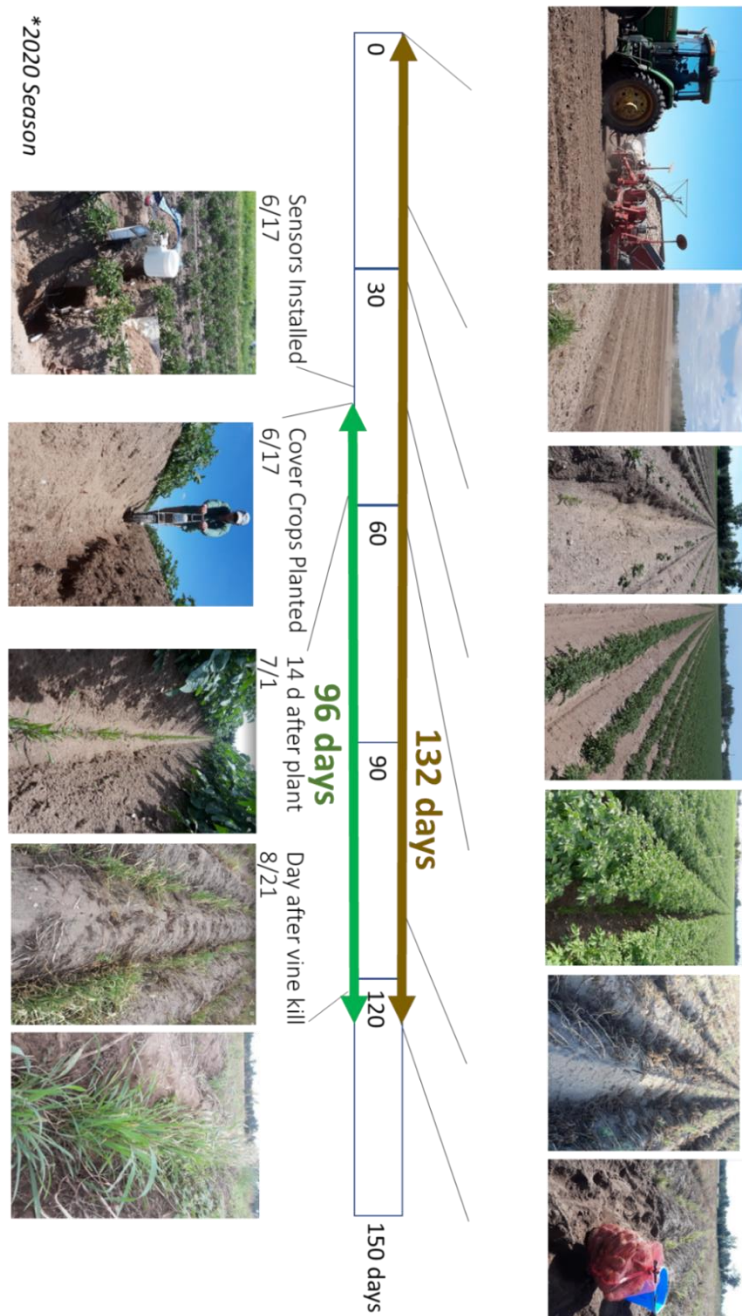 132 days
0
30
60
90
120
150 days
96 days
Sensors Installed
6/17
Cover Crops Planted
6/17
14 d after plant
7/1
Day after vine kill
8/21
*2020 Season